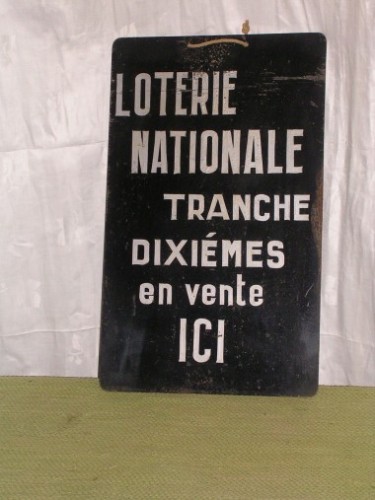 LOTERIE
NATIONALE
TRANCHE
DIXIÉMES
en vente
ICI